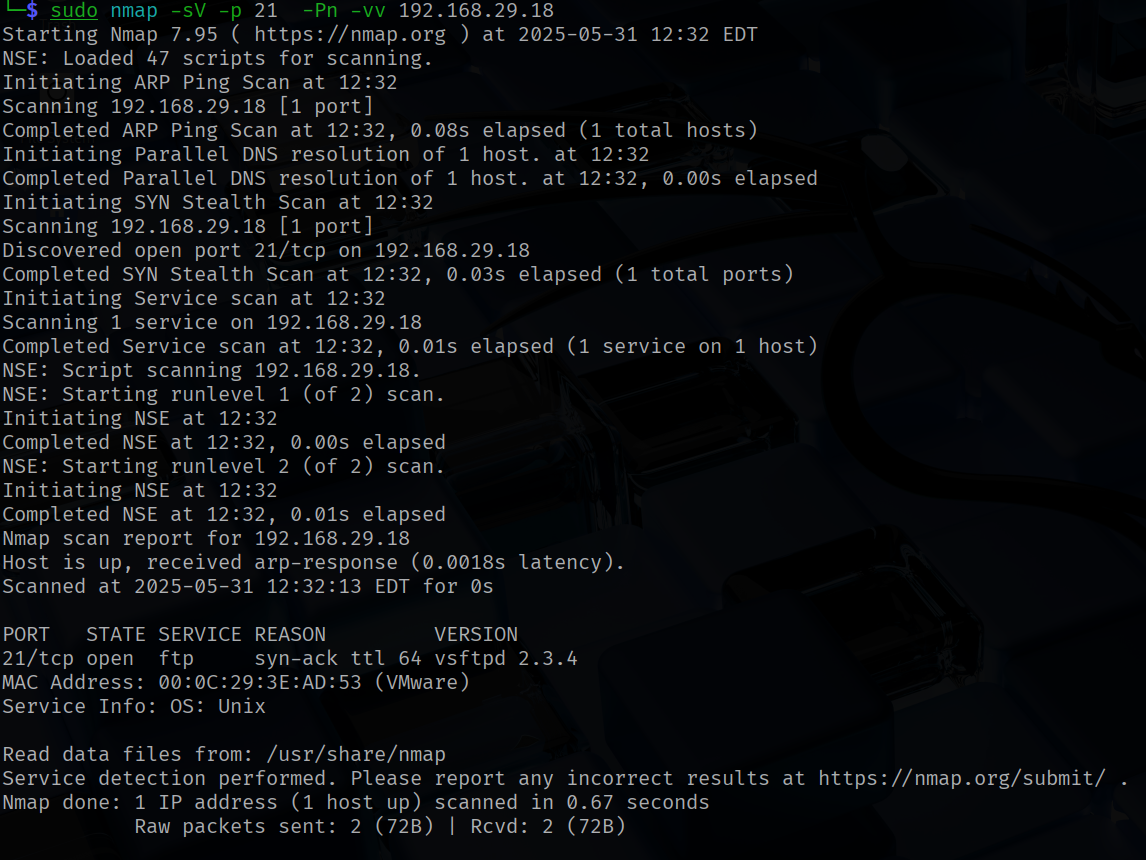 └─$ sudo nmap -sV -p 21  -Pn -vv 192.168.29.18
Starting Nmap 7.95 ( https://nmap.org ) at 2025-05-31 12:32 EDT
NSE: Loaded 47 scripts for scanning.
Initiating ARP Ping Scan at 12:32
Scanning 192.168.29.18 [1 port]
Completed ARP Ping Scan at 12:32, 0.08s elapsed (1 total hosts)
Initiating Parallel DNS resolution of 1 host. at 12:32
Completed Parallel DNS resolution of 1 host. at 12:32, 0.00s elapsed
Initiating SYN Stealth Scan at 12:32
Scanning 192.168.29.18 [1 port]
Discovered open port 21/tcp on 192.168.29.18
Completed SYN Stealth Scan at 12:32, 0.03s elapsed (1 total ports)
Initiating Service scan at 12:32
Scanning 1 service on 192.168.29.18
Completed Service scan at 12:32, 0.01s elapsed (1 service on 1 host)
NSE: Script scanning 192.168.29.18.
NSE: Starting runlevel 1 (of 2) scan.
Initiating NSE at 12:32
Completed NSE at 12:32, 0.00s elapsed
NSE: Starting runlevel 2 (of 2) scan.
Initiating NSE at 12:32
Completed NSE at 12:32, 0.01s elapsed
Nmap scan report for 192.168.29.18
Host is up, received arp-response (0.0018s latency).
Scanned at 2025-05-31 12:32:13 EDT for 0s

PORT   STATE SERVICE REASON         VERSION
21/tcp open  ftp     syn-ack ttl 64 vsftpd 2.3.4
MAC Address: 00:0C:29:3E:AD:53 (VMware)
Service Info: OS: Unix

Read data files from: /usr/share/nmap
Service detection performed. Please report any incorrect results at https://nmap.org/submit/ .
Nmap done: 1 IP address (1 host up) scanned in 0.67 seconds
           Raw packets sent: 2 (72B) | Rcvd: 2 (72B)